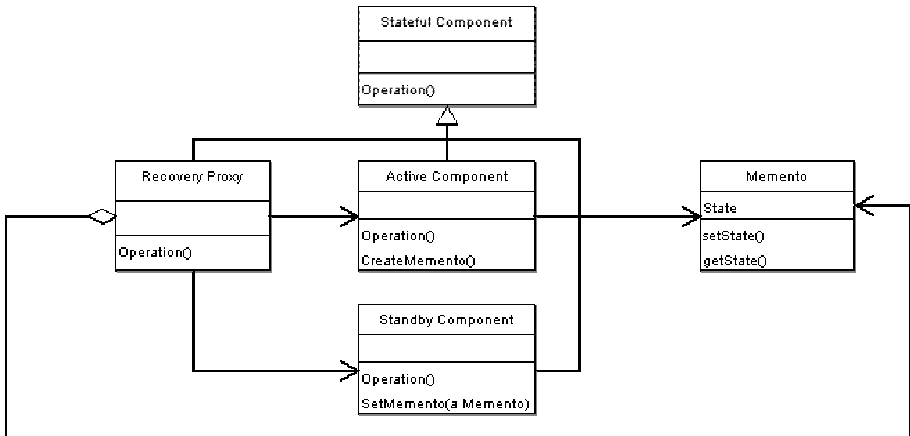 Stateful Component
Operation()
Recovery Proxy
Operation()
Active Component
Operation()
CreateMemento()
Memento
State
setState()
getState()
Standby Component
Operation()
SetMemento(a Memento)